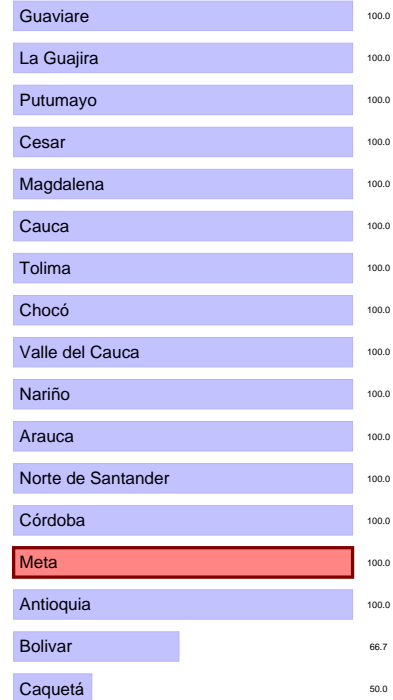 Guaviare 100.0
La Guajira 100.0
Putumayo 100.0
Cesar 100.0
Magdalena 100.0
Cauca 100.0
Tolima 100.0
Chocó 100.0
Valle del Cauca 100.0
Nariño 100.0
Arauca 100.0
Norte de Santander 100.0
Córdoba 100.0
Meta 100.0
Antioquia 100.0
Bolivar 66.7
Caquetá 50.0